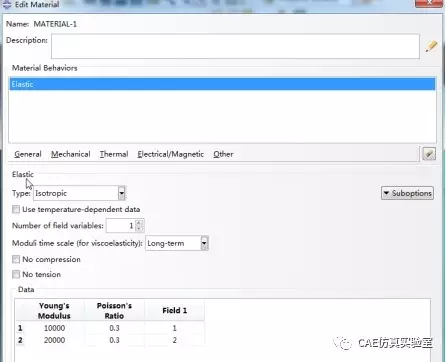 Edit Material
Name: MATERIAL-1
Description:
Material Behaviors
Elastic
General Mechanical Thermal Electrical/Magnetic Other
Elastic
Type: Isotropic Suboptions
Use temperature-dependent data
Number of field variables: 1
Moduli time scale (for viscoelasticity): Long-term
No compression
No tension
Data
Young's Modulus Poisson's Ratio Field 1
1 10000 0.3 1
2 20000 0.3 2
CAE仿真实验室